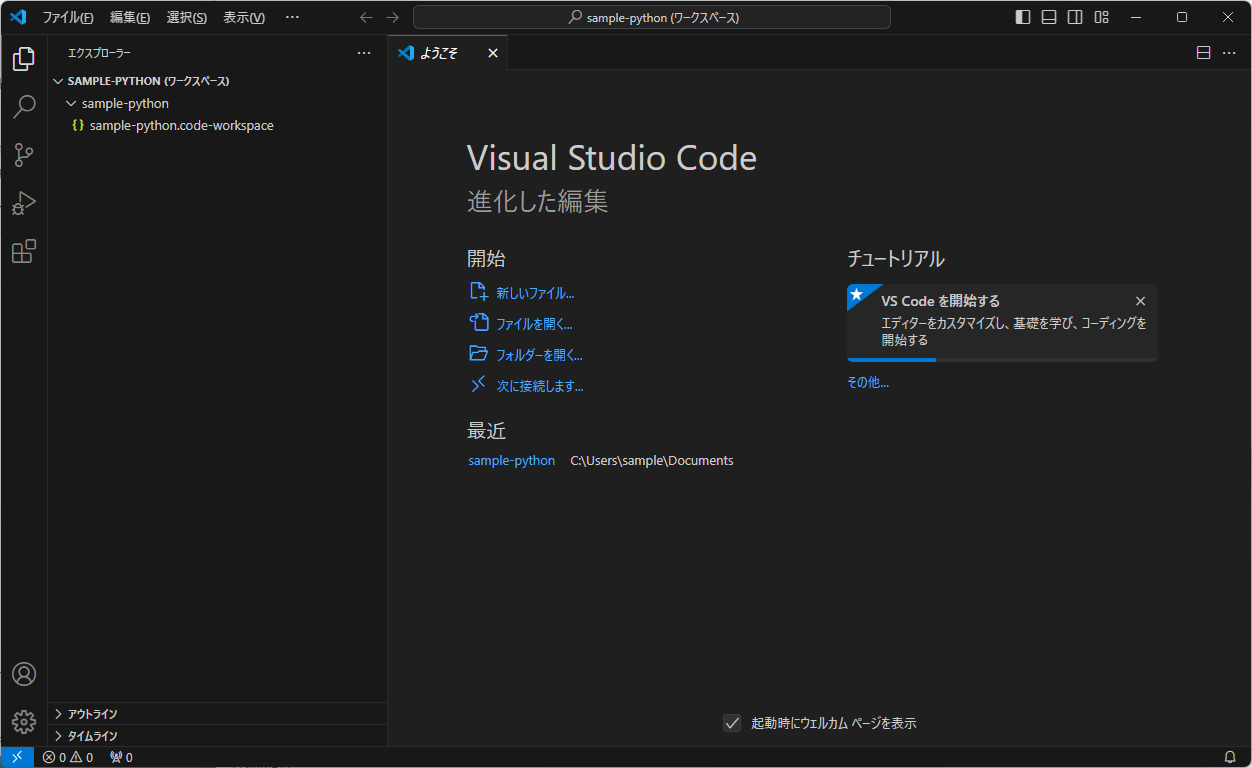 ファイル(F) 編集(E) 選択(S) 表示(V) ··· sample-python (ワークスペース)
エクスプローラー ···
SAMPLE-PYTHON (ワークスペース)
sample-python
{} sample-python.code-workspace
アウトライン
タイムライン
ようこそ
Visual Studio Code
進化した編集
開始
新しいファイル...
ファイルを開く...
フォルダーを開く...
次に接続します...
最近
sample-python C:\Users\sample\Documents
チュートリアル
VS Code を開始する
エディターをカスタマイズし、基礎を学び、コーディングを
開始する
その他...
起動時にウェルカム ページを表示
0 0 0